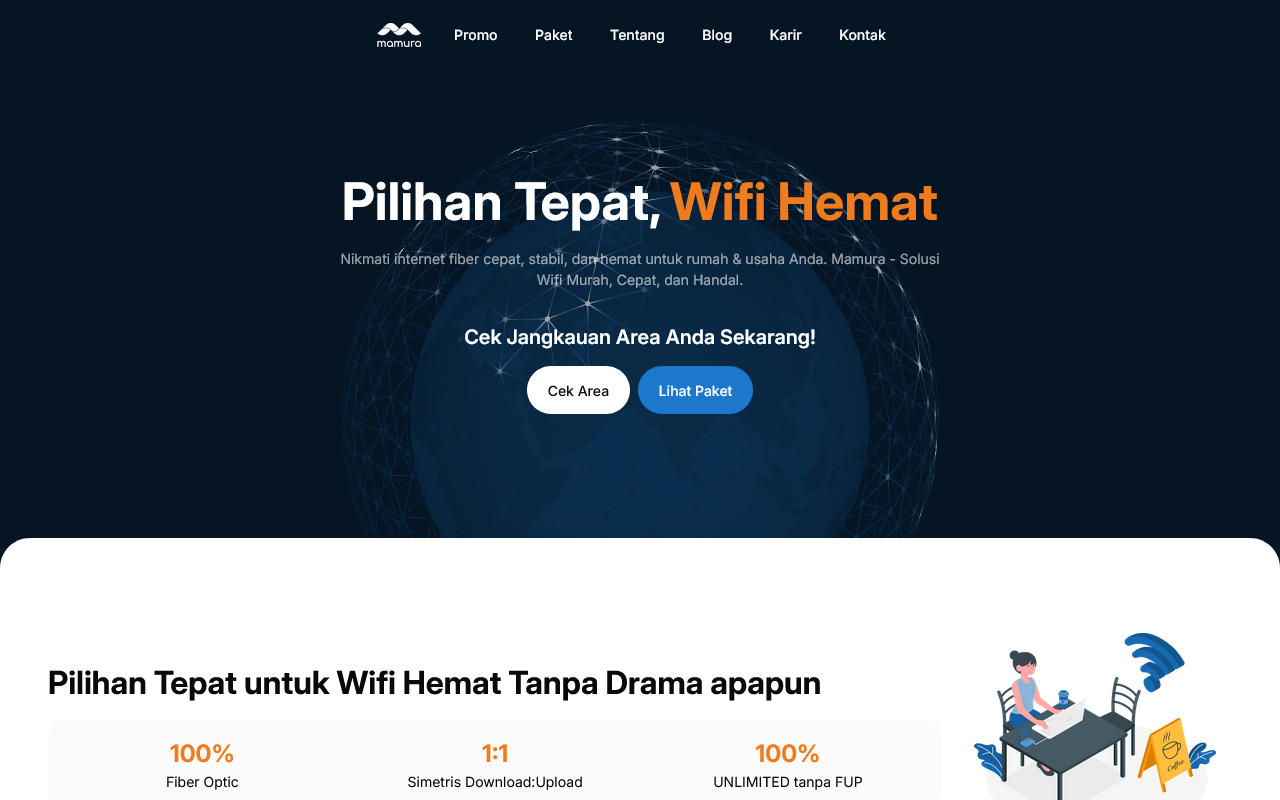 mamura
Promo
Paket
Tentang
Blog
Karir
Kontak
Pilihan Tepat, Wifi Hemat
Nikmati internet fiber cepat, stabil, dan hemat untuk rumah & usaha Anda. Mamura - Solusi
Wifi Murah, Cepat, dan Handal.
Cek Jangkauan Area Anda Sekarang!
Cek Area
Lihat Paket
Pilihan Tepat untuk Wifi Hemat Tanpa Drama apapun
100%
Fiber Optic
1:1
Simetris Download:Upload
100%
UNLIMITED tanpa FUP
Coffee